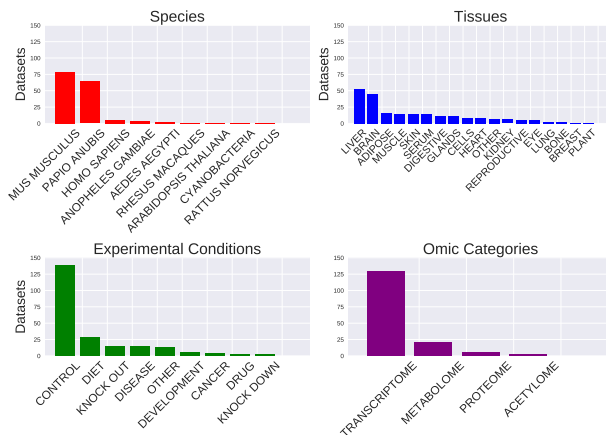 Species
Datasets
150
125
100
75
50
25
0
MUS MUSCULUS
PAPIO ANUBIS
HOMO SAPIENS
ANOPHELES GAMBIAE
AEDES AEGYPTI
RHESUS MACAQUES
ARABIDOPSIS THALIANA
CYANOBACTERIA
RATTUS NORVEGICUS
Tissues
Datasets
150
125
100
75
50
25
0
LIVER
BRAIN
ADIPOSE
MUSCLE
SKIN
SERUM
DIGESTIVE
GLANDS
CELLS
HEART
OTHER
KIDNEY
REPRODUCTIVE
EYE
LUNG
BONE
BREAST
PLANT
Experimental Conditions
Datasets
150
125
100
75
50
25
0
CONTROL
DIET
KNOCK OUT
DISEASE
OTHER
DEVELOPMENT
CANCER
DRUG
KNOCK DOWN
Omic Categories
150
125
100
75
50
25
0
TRANSCRIPTOME
METABOLOME
PROTEOME
ACETYLOME